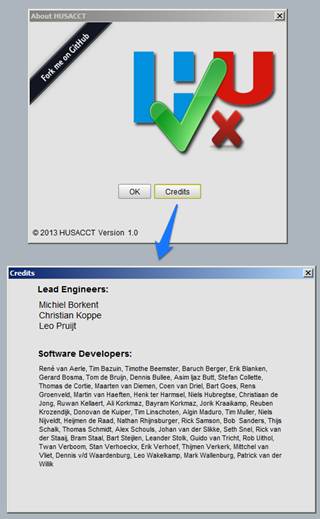 About HUSACCT
Fork me on GitHub
HU
OK
Credits
© 2013 HUSACCT Version 1.0
Credits
Lead Engineers:
Michiel Borkent
Christian Koppe
Leo Pruijt
Software Developers:
René van Aerle, Tim Bazuin, Timothe Beemster, Baruch Berger, Erik Blanken,
Gerard Bosma, Tom de Bruijn, Dennis Bullee, Asim Ijaz Butt, Stefan Collette,
Thomas de Cortie, Maarten van Diemen, Coen van Driel, Bart Goes, Rens
Groenveld, Martin van Haeften, Henk ter Harmsel, Niels Hubregtse, Christiaan de
Jong, Ruwan Kellaert, Ali Korkmaz, Bayram Korkmaz, Jorik Kraaikamp, Reuben
Krozendijk, Donovan de Kuiper, Tim Linschoten, Algin Maduro, Tim Muller, Niels
Nijveldt, Heijmen de Raad, Nathan Rhijnsburger, Rick Samson, Bob Sanders, Thijs
Schalk, Thomas Schmidt, Alex Schouls, Johan van der Slikke, Seth Snel, Rick van
der Staaij, Bram Staal, Bart Steijlen, Leander Stolk, Guido van Tricht, Rob Uithol,
Twan Verboom, Stan Verhoeckx, Erik Verhoef, Thijmen Verkerk, Mittchel van
Vliet, Dennis v/d Waardenburg, Leo Wakelkamp, Mark Wallenburg, Patrick van der
Willik